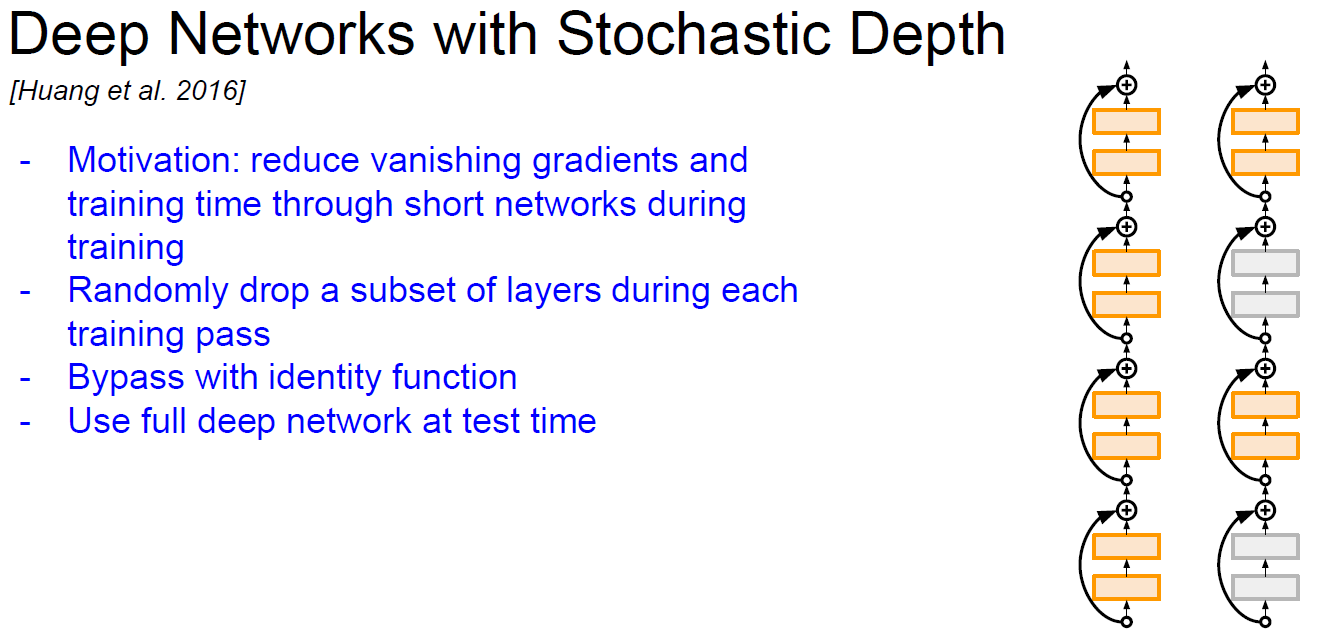 Deep Networks with Stochastic Depth
[Huang et al. 2016]
- Motivation: reduce vanishing gradients and
training time through short networks during
training
- Randomly drop a subset of layers during each
training pass
- Bypass with identity function
- Use full deep network at test time